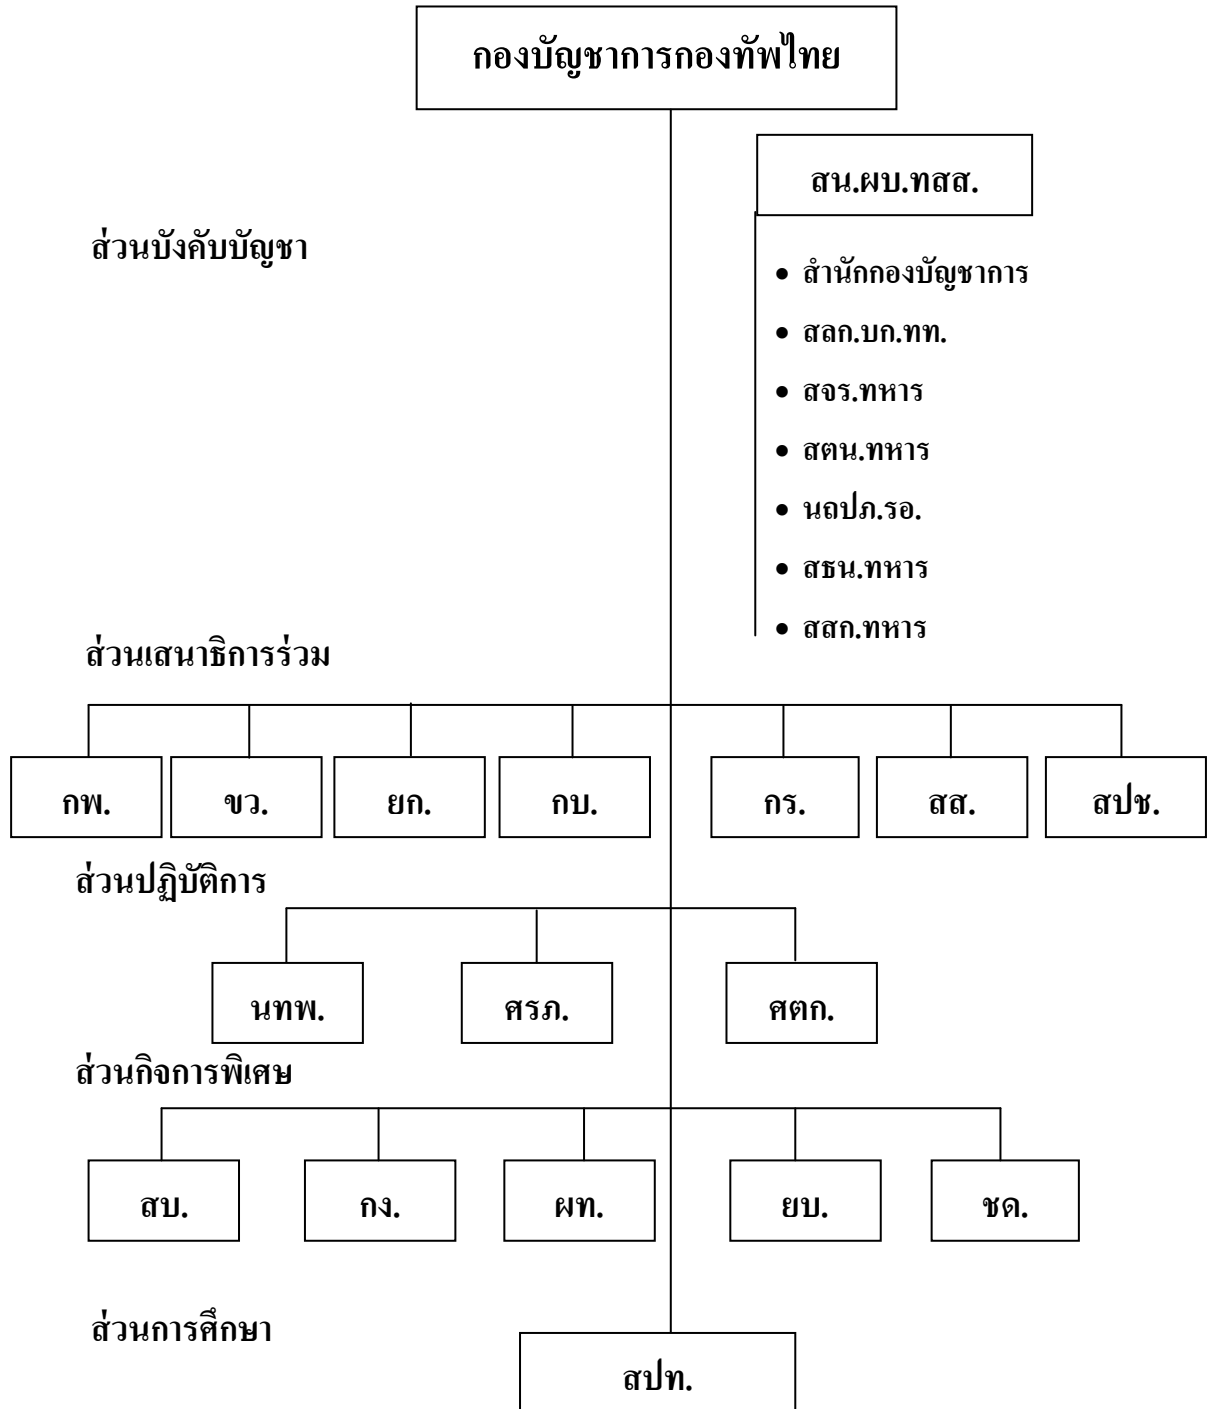 กองบัญชาการกองทัพไทย
สน.ผบ.ทสส.
ส่วนบังคับบัญชา
• สำนักกองบัญชาการ
• สลก.บก.ทท.
• สจร.ทหาร
• สตน.ทหาร
• นถปภ.รอ.
• สธน.ทหาร
• สสก.ทหาร
ส่วนเสนาธิการร่วม
กพ. ขว. ยก. กบ. กร. สส. สปช.
ส่วนปฏิบัติการ
นทพ. ศรภ. ศตก.
ส่วนกิจการพิเศษ
สบ. กง. ผท. ยบ. ชด.
ส่วนการศึกษา
สปท.